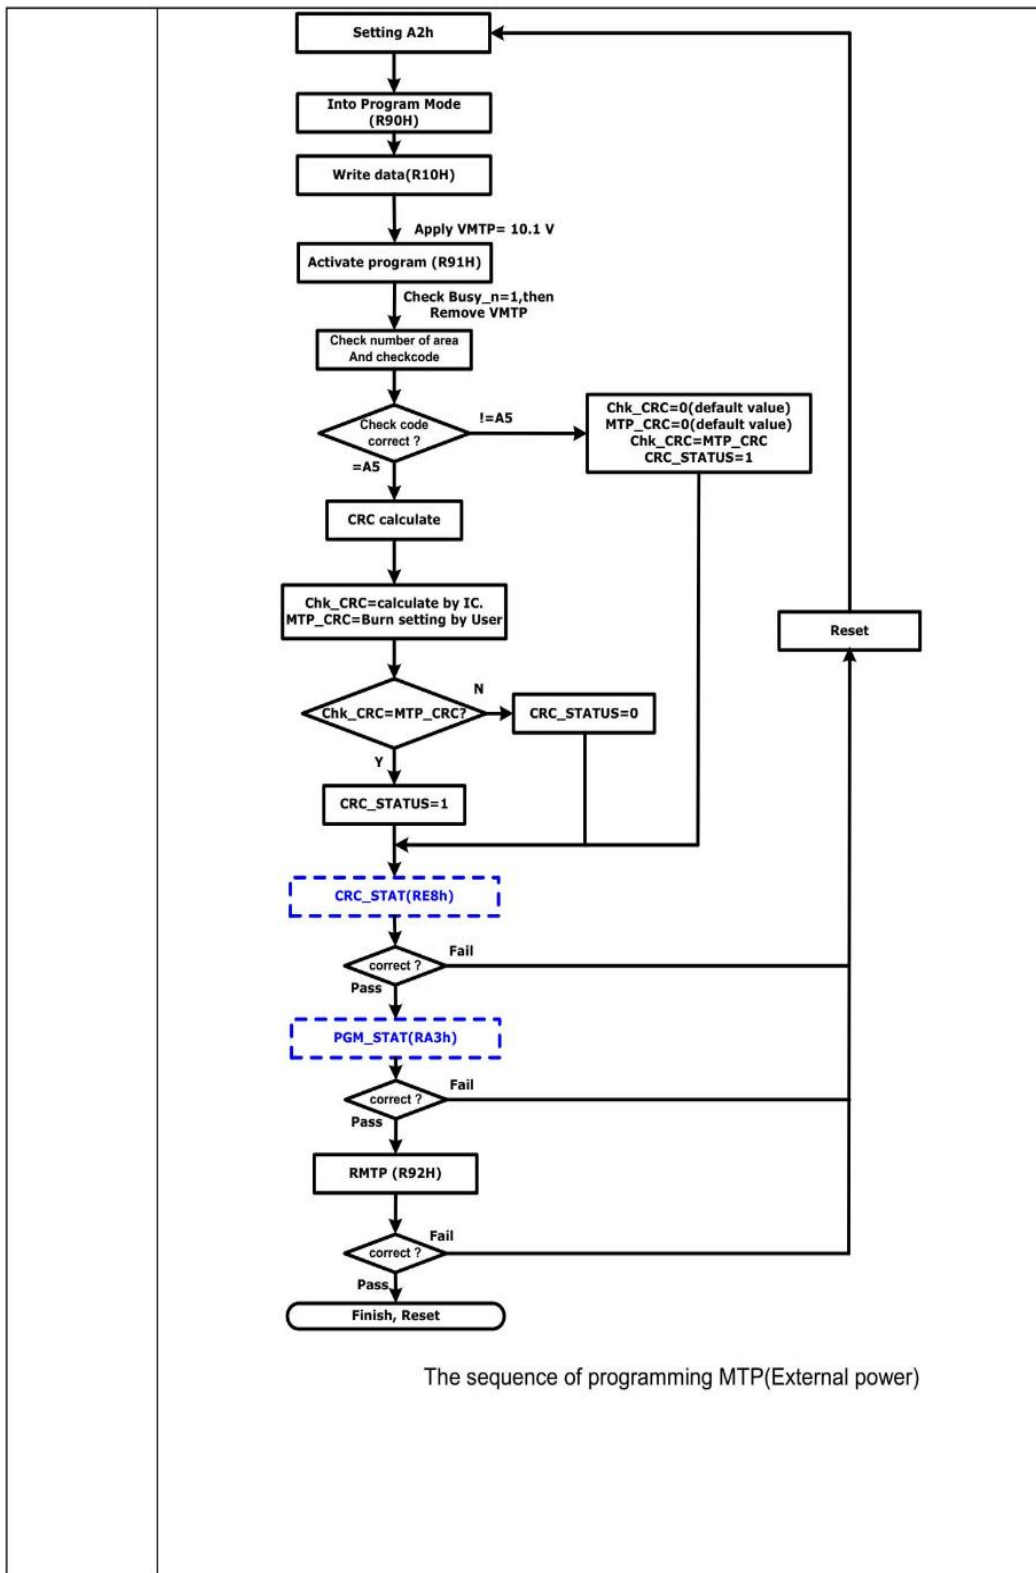 Setting A2h
Into Program Mode
(R90H)
Write data(R10H)
Apply VMTP= 10.1 V
Activate program (R91H)
Check Busy_n=1,then
Remove VMTP
Check number of area
And checkcode
Check code
correct ?
!=A5
Chk_CRC=0(default value)
MTP_CRC=0(default value)
Chk_CRC=MTP_CRC
CRC_STATUS=1
=A5
CRC calculate
Chk_CRC=calculate by IC.
MTP_CRC=Burn setting by User
Reset
Chk_CRC=MTP_CRC?
N
CRC_STATUS=0
Y
CRC_STATUS=1
CRC_STAT(RE8h)
correct ?
Fail
Pass
PGM_STAT(RA3h)
correct ?
Fail
Pass
RMTP (R92H)
correct ?
Fail
Pass
Finish, Reset
The sequence of programming MTP(External power)